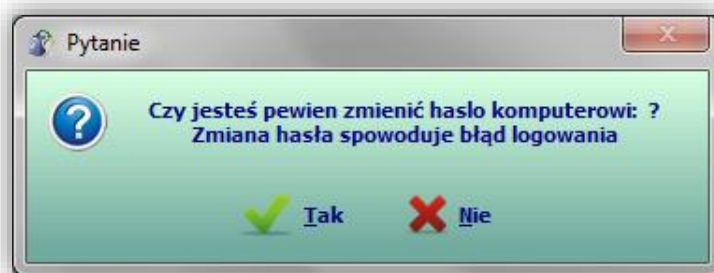 Pytanie
Czy jesteś pewien zmienić haslo komputerowi:  ?
Zmiana hasła spowoduje błąd logowania
Tak
Nie